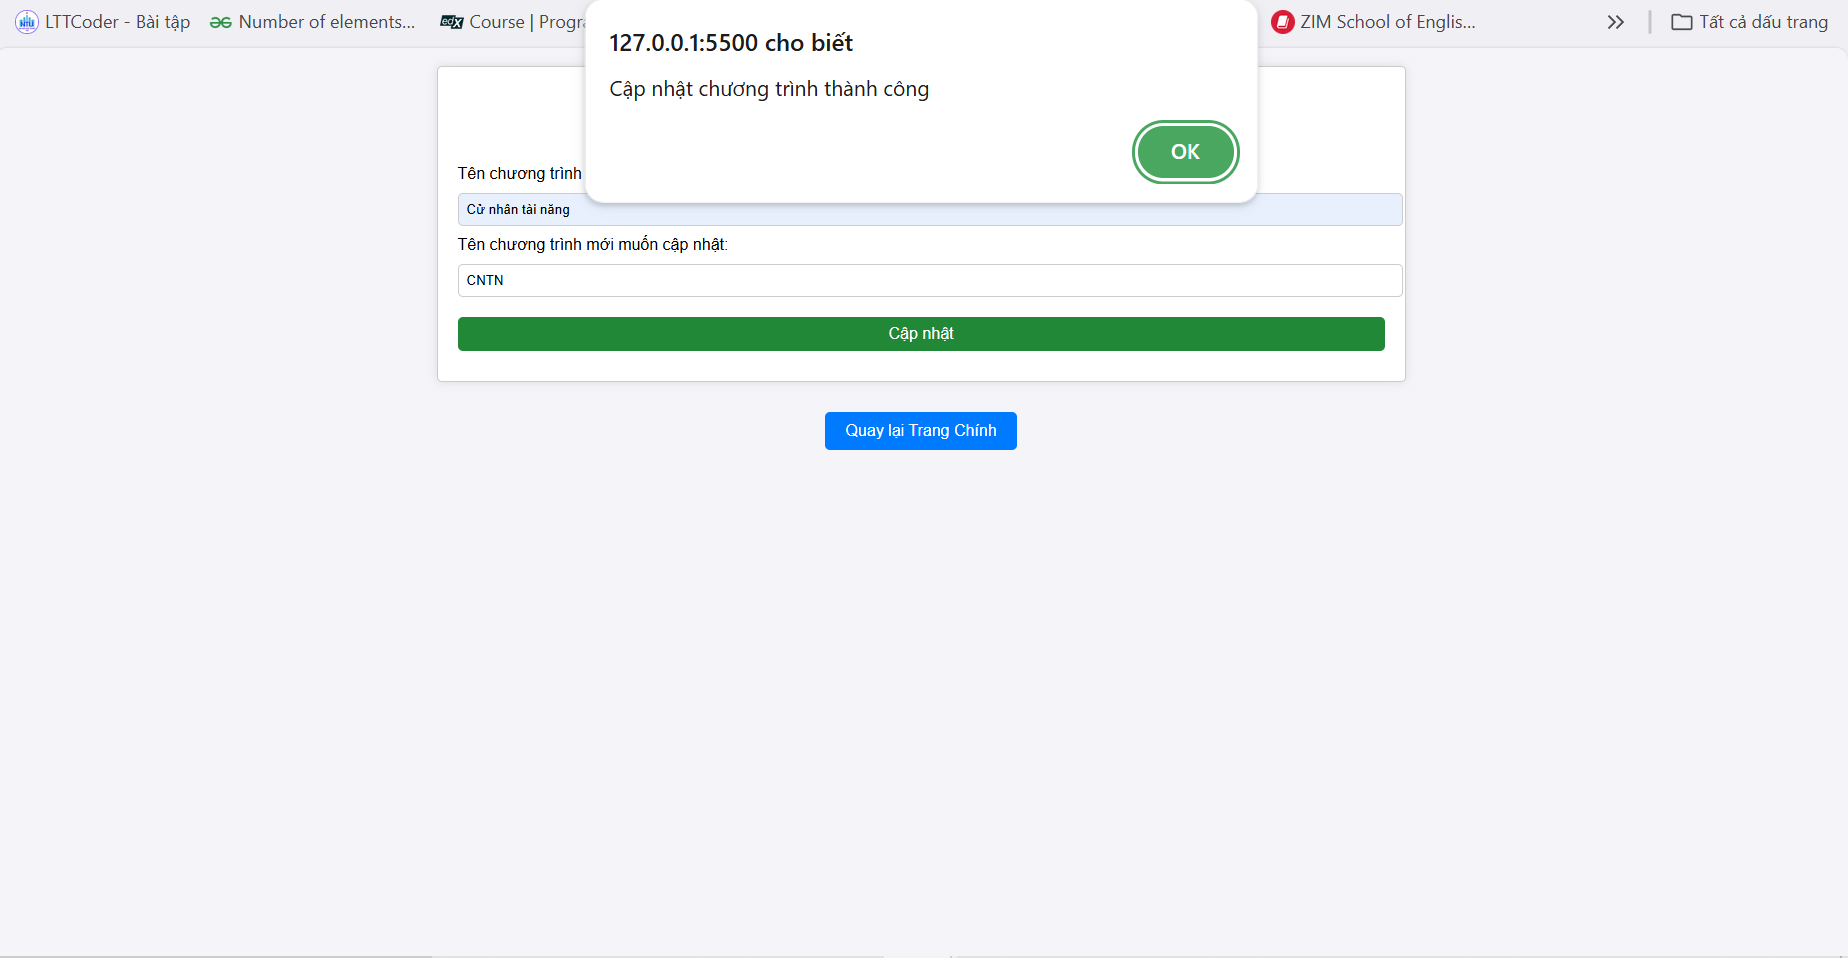 LTTCoder - Bài tập
Number of elements...
Course | Progra
ZIM School of Englis...
Tất cả dấu trang
127.0.0.1:5500 cho biết
Cập nhật chương trình thành công
OK
Tên chương trình
Cử nhân tài năng
Tên chương trình mới muốn cập nhật:
CNTN
Cập nhật
Quay lại Trang Chính